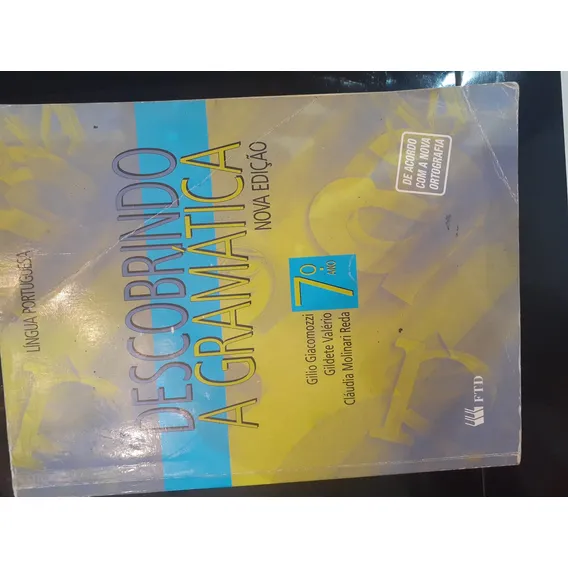 LÍNGUA PORTUGUESA
DESCOBRINDO
A GRAMÁTICA
NOVA EDIÇÃO
7º
ANO
Gilio Giacomozzi
Gildete Valério
Cláudia Molinari Reda
DE ACORDO
COM A NOVA
ORTOGRAFIA
FTD